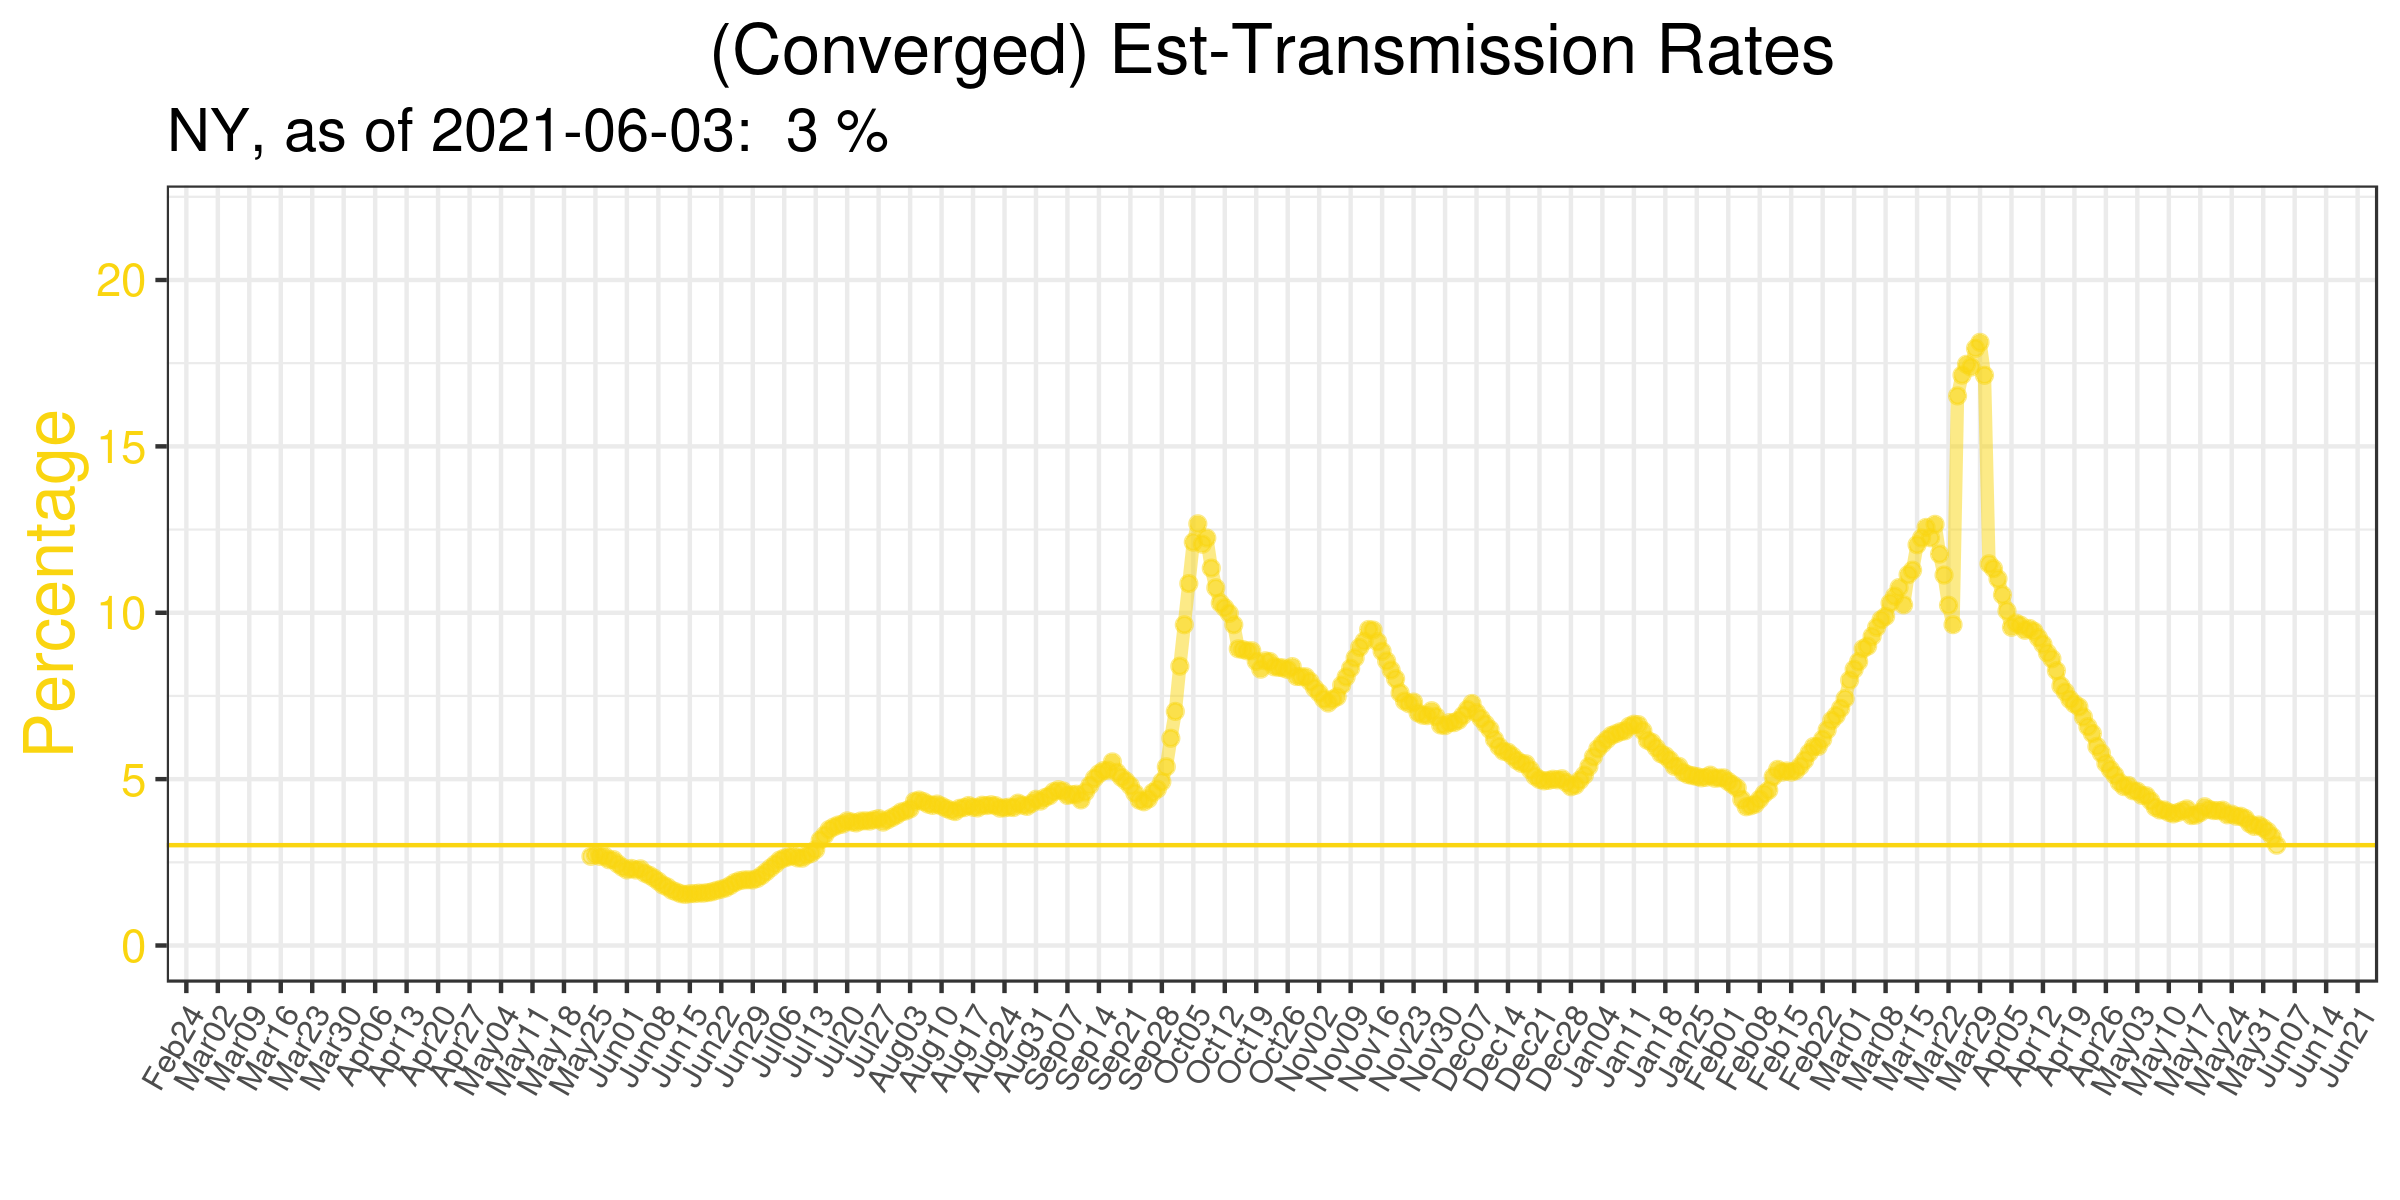 (Converged) Est-Transmission Rates
NY, as of 2021-06-03:  3 %
Percentage
20
15
10
5
0
Feb24
Mar02
Mar09
Mar16
Mar23
Mar30
Apr06
Apr13
Apr20
Apr27
May04
May11
May18
May25
Jun01
Jun08
Jun15
Jun22
Jun29
Jul06
Jul13
Jul20
Jul27
Aug03
Aug10
Aug17
Aug24
Aug31
Sep07
Sep14
Sep21
Sep28
Oct05
Oct12
Oct19
Oct26
Nov02
Nov09
Nov16
Nov23
Nov30
Dec07
Dec14
Dec21
Dec28
Jan04
Jan11
Jan18
Jan25
Feb01
Feb08
Feb15
Feb22
Mar01
Mar08
Mar15
Mar22
Mar29
Apr05
Apr12
Apr19
Apr26
May03
May10
May17
May24
May31
Jun07
Jun14
Jun21